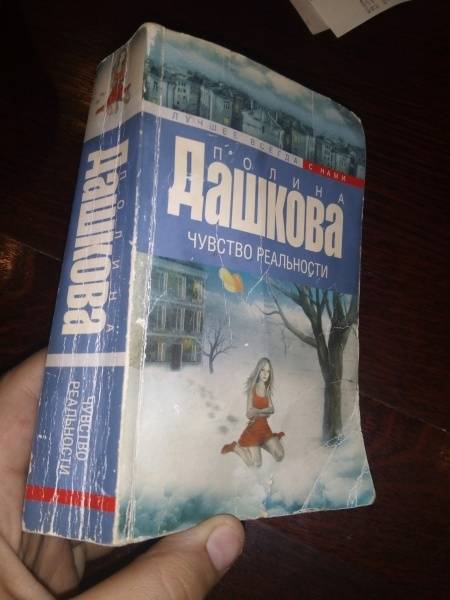 ЛУЧШЕЕ ВСЕГДА С НАМИ
ПОЛИНА
ДАШКОВА
ЧУВСТВО РЕАЛЬНОСТИ
ПОЛИНА
ДАШКОВА
ЧУВСТВО
РЕАЛЬНОСТИ